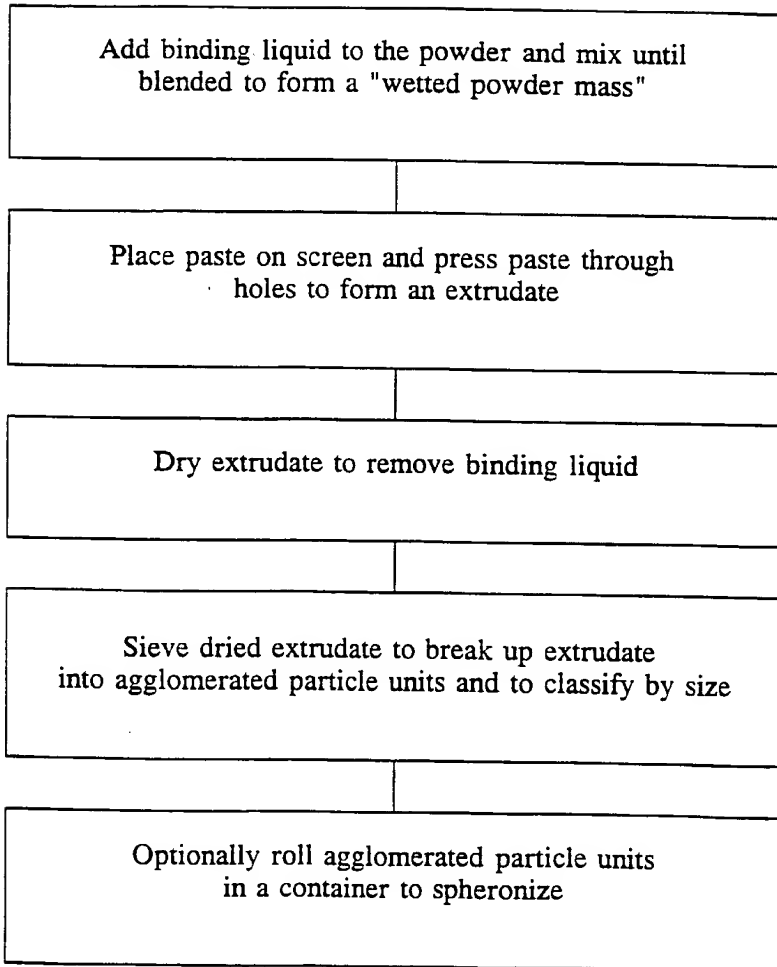 Add binding liquid to the powder and mix until
blended to form a "wetted powder mass"
Place paste on screen and press paste through
holes to form an extrudate
Dry extrudate to remove binding liquid
Sieve dried extrudate to break up extrudate
into agglomerated particle units and to classify by size
Optionally roll agglomerated particle units
in a container to spheronize